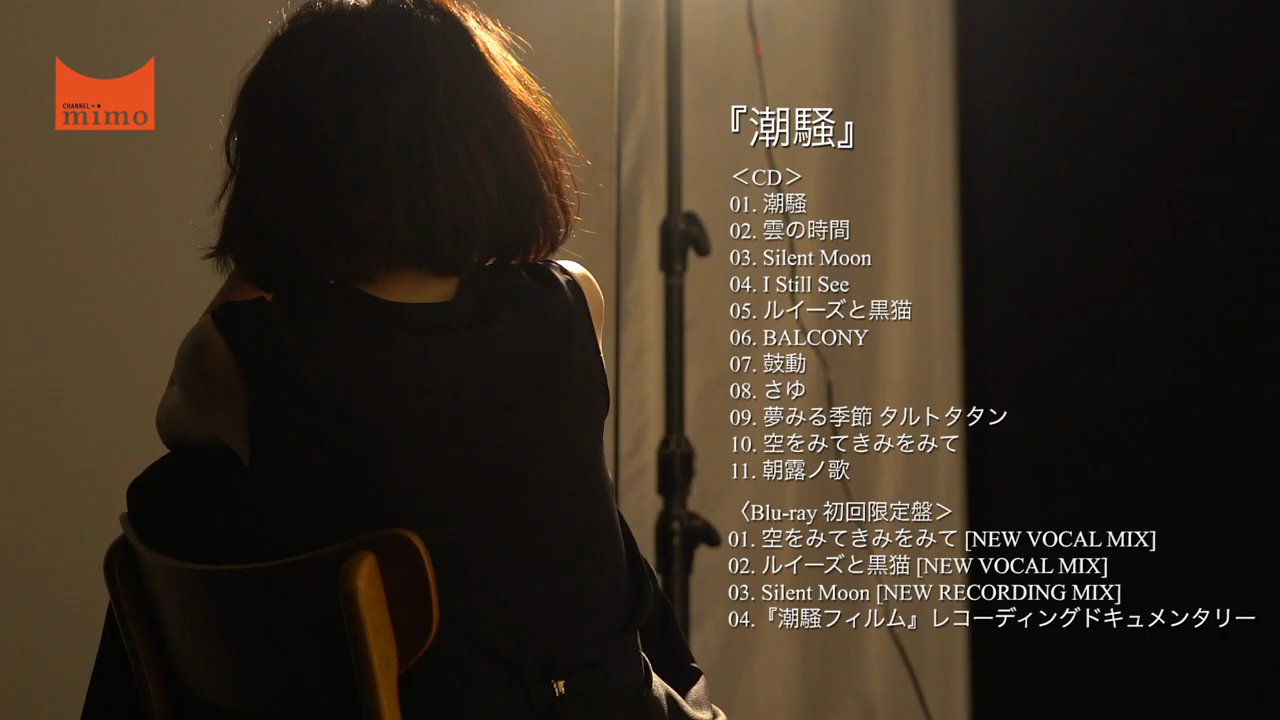 CHANNEL
mimo
『潮騒』
＜CD＞
01. 潮騒
02. 雲の時間
03. Silent Moon
04. I Still See
05. ルイーズと黒猫
06. BALCONY
07. 鼓動
08. さゆ
09. 夢みる季節 タルトタタン
10. 空をみてきみをみて
11. 朝露ノ歌
〈Blu-ray 初回限定盤＞
01. 空をみてきみをみて [NEW VOCAL MIX]
02. ルイーズと黒猫 [NEW VOCAL MIX]
03. Silent Moon [NEW RECORDING MIX]
04.『潮騒フィルム』レコーディングドキュメンタリー